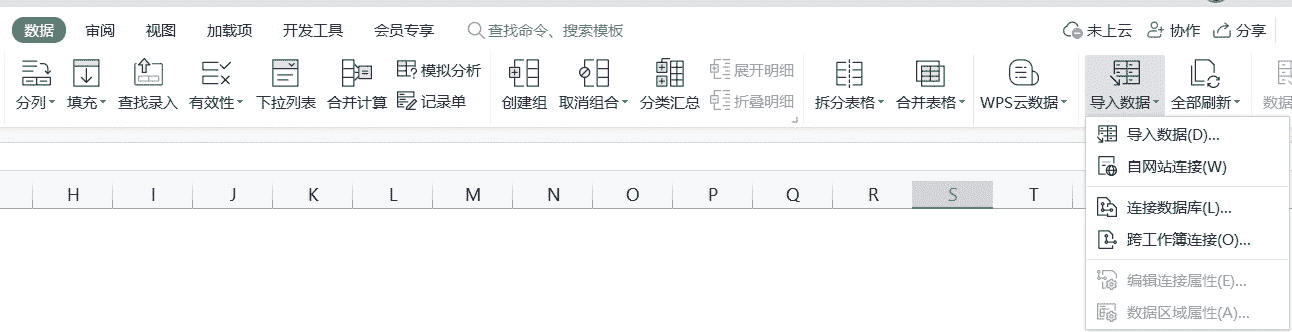 数据 审阅 视图 加载项 开发工具 会员专享 查找命令、搜索模板 未上云 协作 分享
模拟分析 展开明细
分列 填充 查找录入 有效性 下拉列表 合并计算 记录单 创建组 取消组合 分类汇总 折叠明细 拆分表格 合并表格 WPS云数据 导入数据 全部刷新 数据
导入数据(D)...
自网站连接(W)
H I J K L M N O P Q R S T
连接数据库(L)...
跨工作簿连接(O)...
编辑连接属性(E)...
数据区域属性(A)...